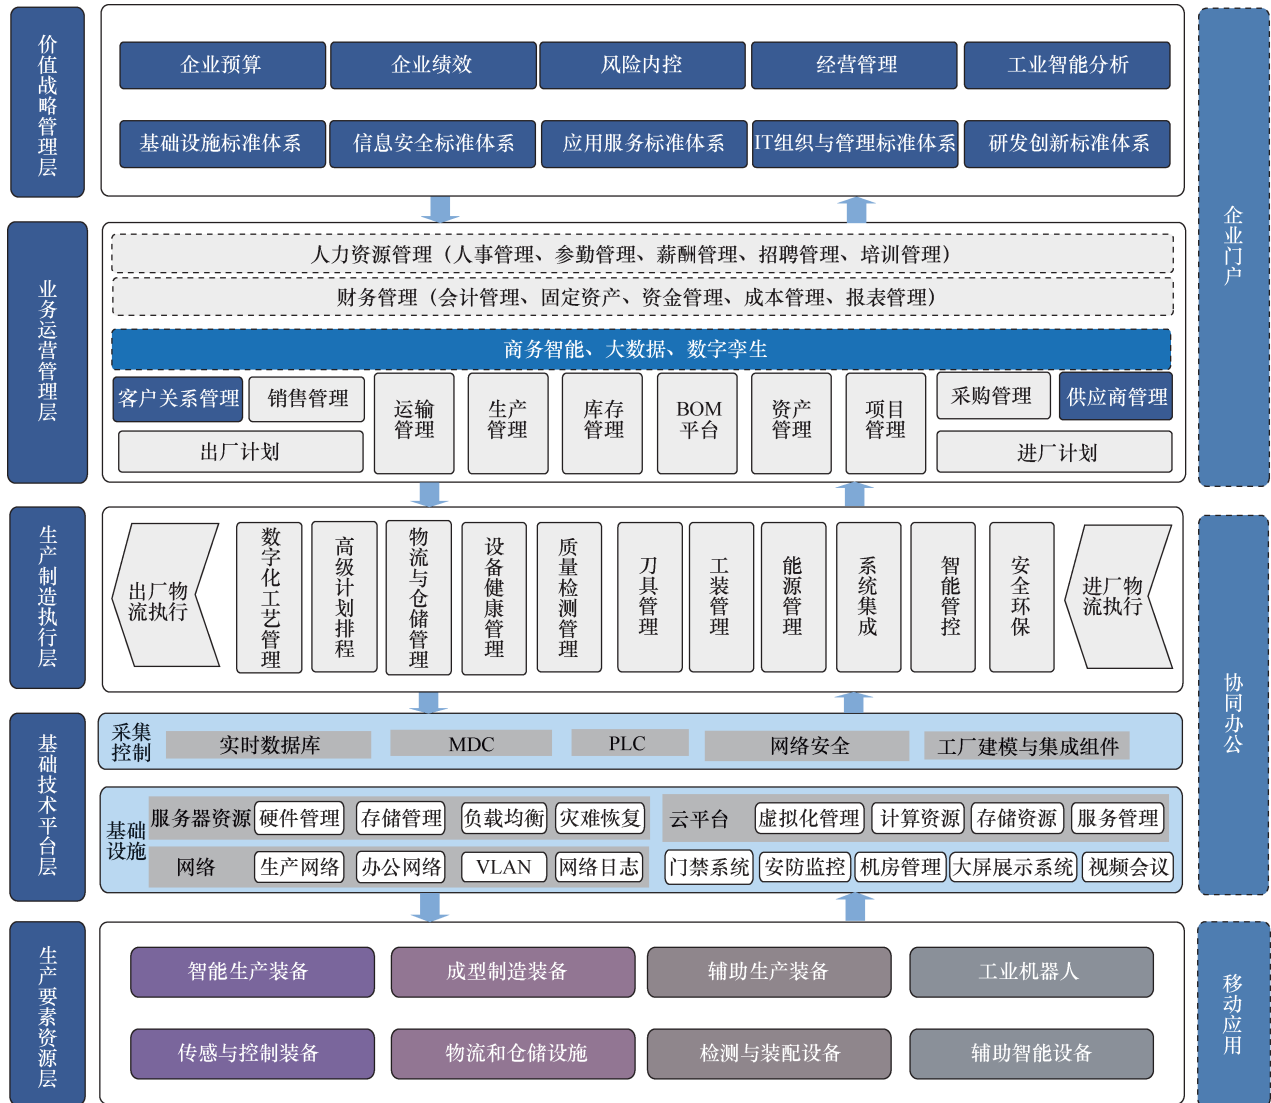 价值战略管理层
企业预算
企业绩效
风险内控
经营管理
工业智能分析
基础设施标准体系
信息安全标准体系
应用服务标准体系
IT组织与管理标准体系
研发创新标准体系
企业门户
业务运营管理层
人力资源管理（人事管理、参勤管理、薪酬管理、招聘管理、培训管理）
财务管理（会计管理、固定资产、资金管理、成本管理、报表管理）
商务智能、大数据、数字孪生
客户关系管理
销售管理
出厂计划
运输
管理
生产
管理
库存
管理
BOM
平台
资产
管理
项目
管理
采购管理
供应商管理
进厂计划
生产制造执行层
出厂物
流执行
数字化工艺管理
高级计划排程
物流与仓储管理
设备健康管理
质量检测管理
刀具管理
工装管理
能源管理
系统集成
智能管控
安全环保
进厂物
流执行
协同办公
基础技术平台层
采集
控制
实时数据库
MDC
PLC
网络安全
工厂建模与集成组件
基础
设施
服务器资源
硬件管理
存储管理
负载均衡
灾难恢复
云平台
虚拟化管理
计算资源
存储资源
服务管理
网络
生产网络
办公网络
VLAN
网络日志
门禁系统
安防监控
机房管理
大屏展示系统
视频会议
生产要素资源层
智能生产装备
成型制造装备
辅助生产装备
工业机器人
传感与控制装备
物流和仓储设施
检测与装配设备
辅助智能设备
移动应用